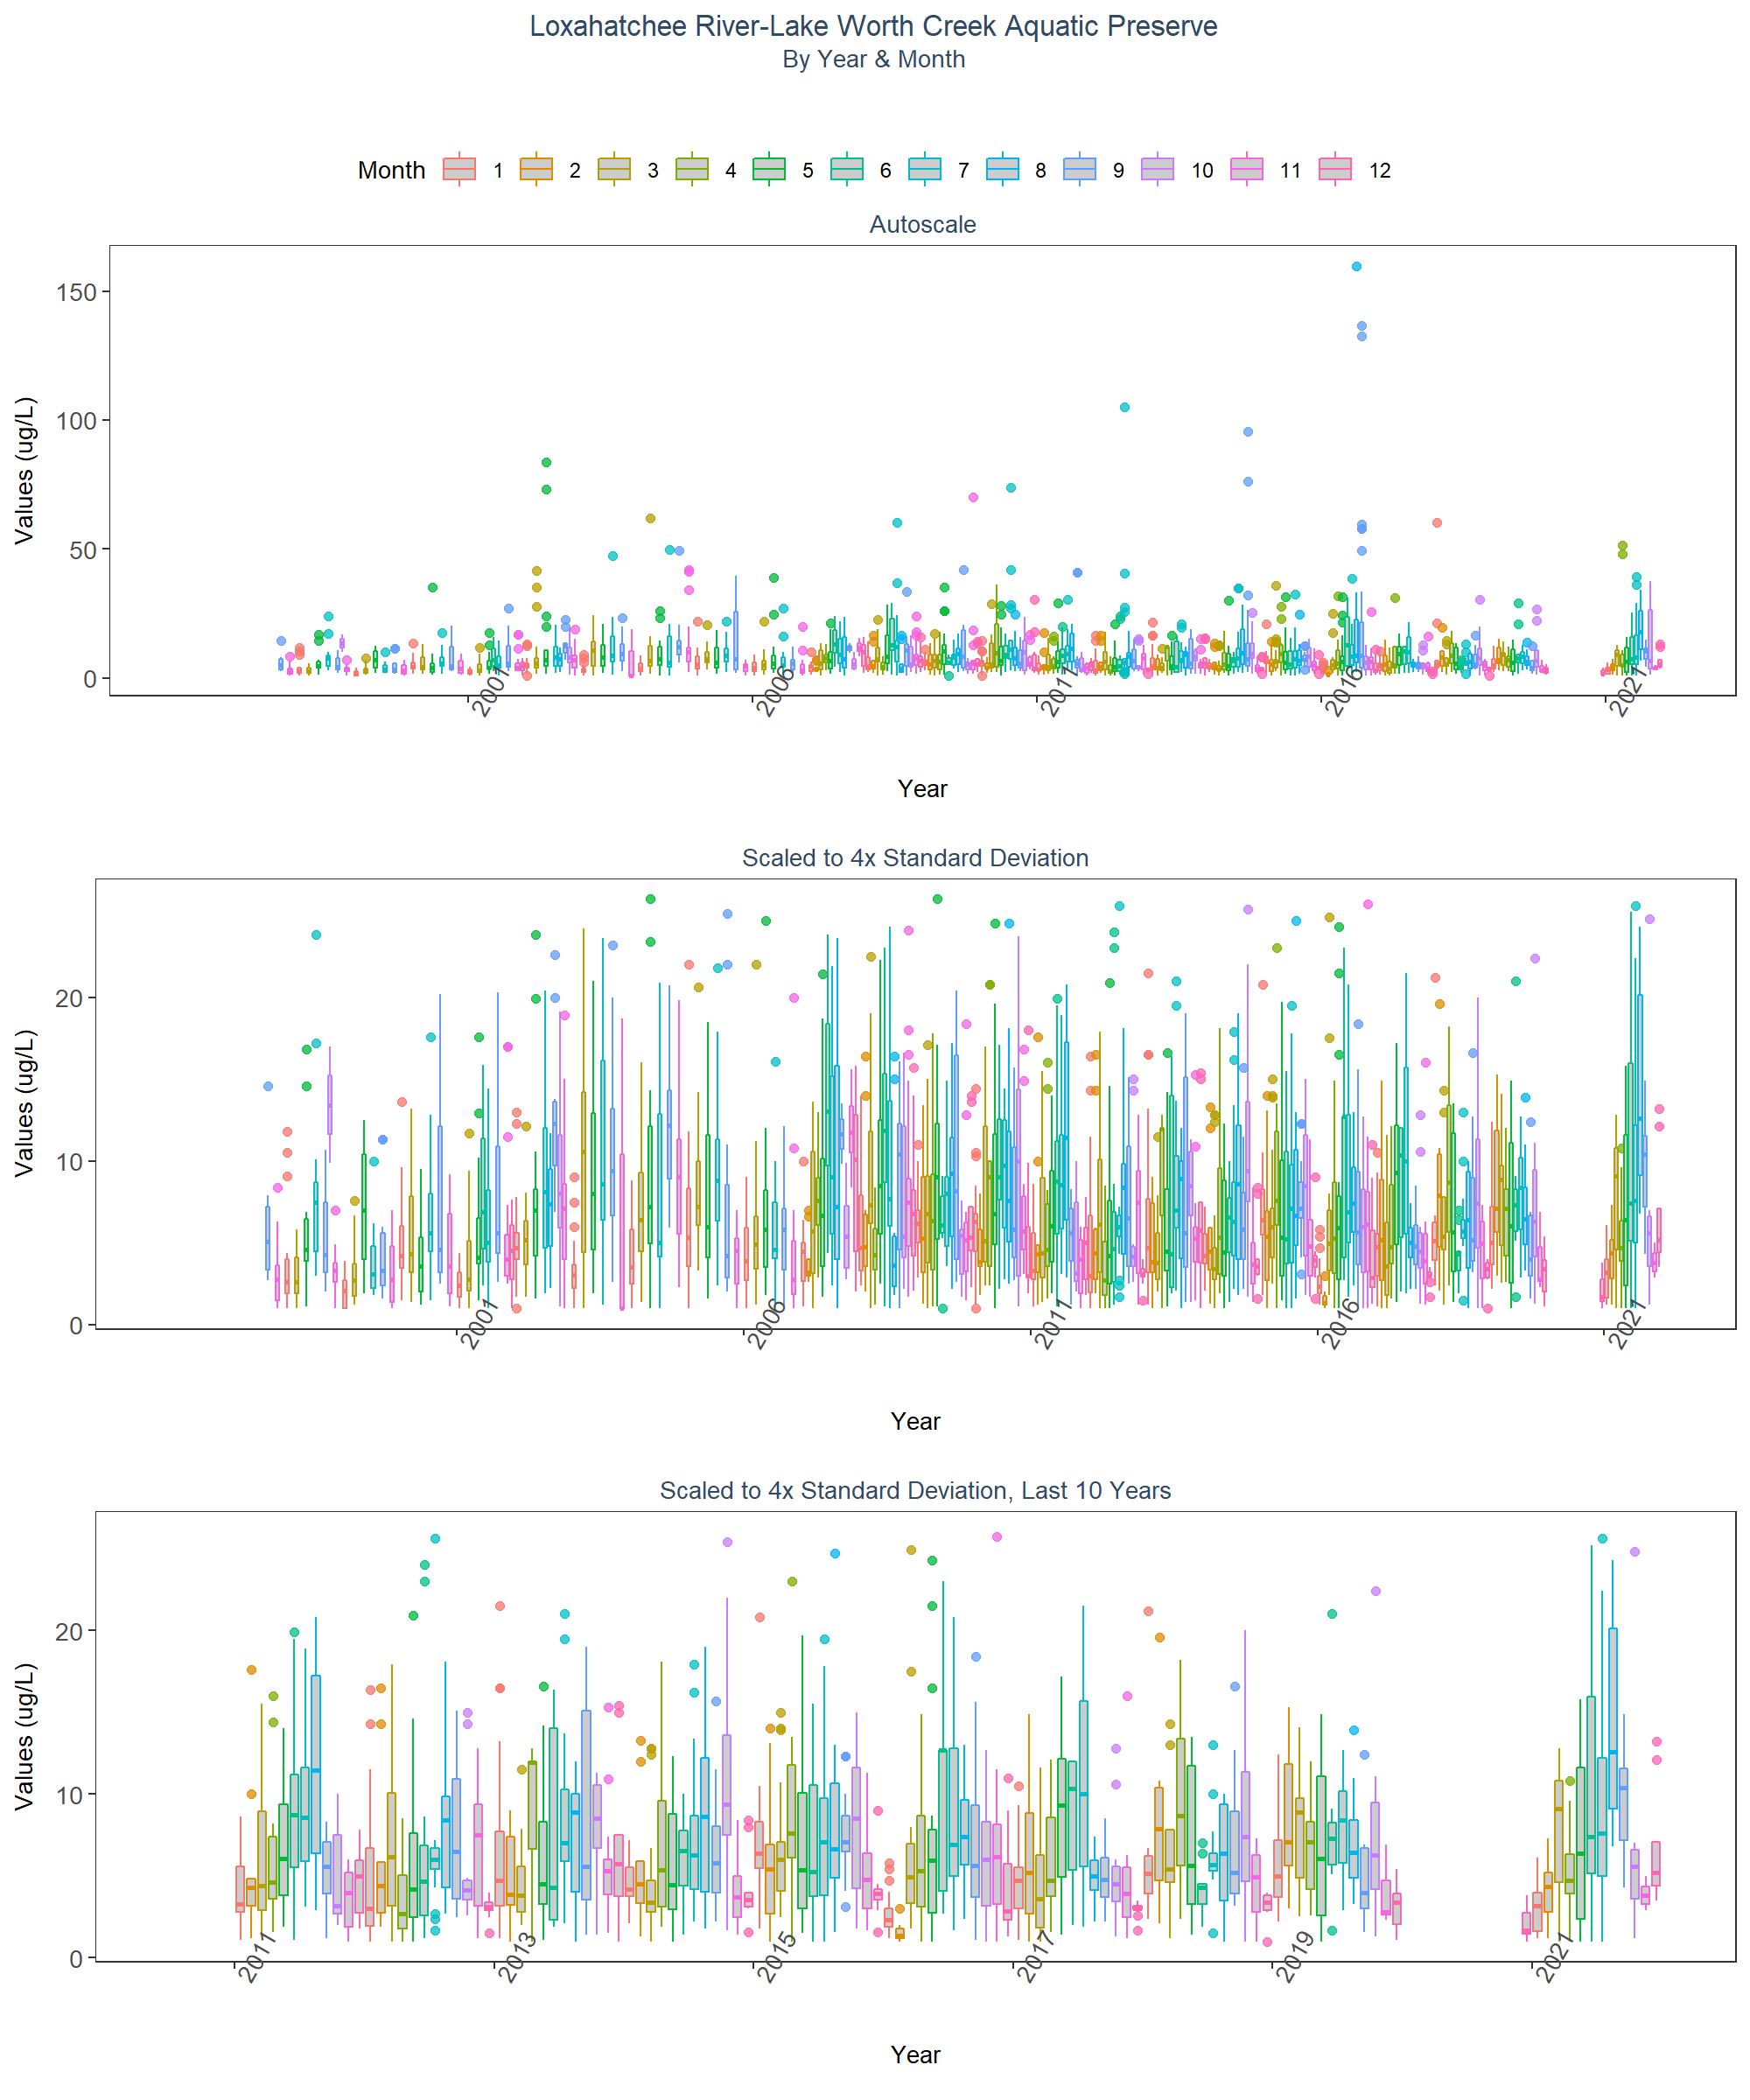 Loxahatchee River-Lake Worth Creek Aquatic Preserve
By Year & Month
Month 1 2 3 4 5 6 7 8 9 10 11 12
Autoscale
Values (ug/L)
150
100
50
0
2001 2006 2011 2016 2021
Year
Scaled to 4x Standard Deviation
Values (ug/L)
20
10
0
2001 2006 2011 2016 2021
Year
Scaled to 4x Standard Deviation, Last 10 Years
Values (ug/L)
20
10
0
2011 2013 2015 2017 2019 2021
Year